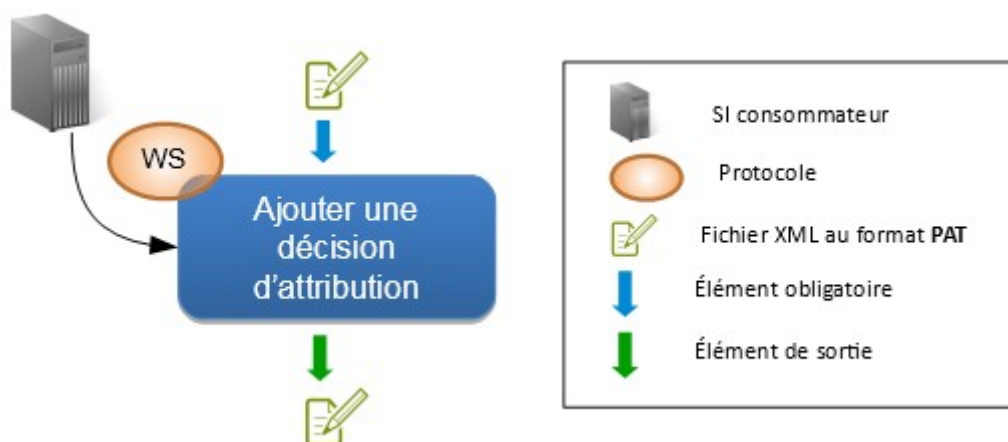 WS
Ajouter une
décision
d'attribution
SI consommateur
Protocole
Fichier XML au format PAT
Élément obligatoire
Élément de sortie